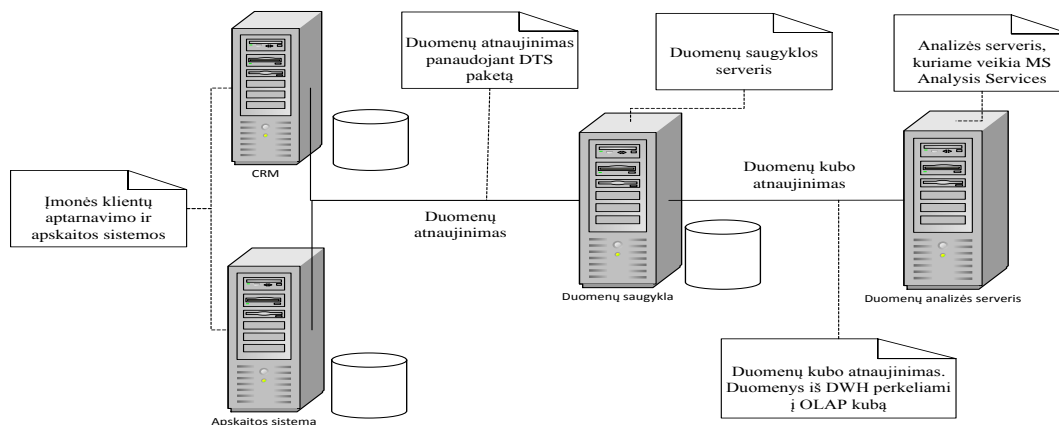 Duomenų atnaujinimas
panaudojant DTS
paketą
Duomenų saugyklos
serveris
Analizės serveris,
kuriame veikia MS
Analysis Services
CRM
Įmonės klientų
aptarnavimo ir
apskaitos sistemos
Duomenų
atnaujinimas
Duomenų kubo
atnaujinimas
Duomenų saugykla
Duomenų analizės serveris
Apskaitos sistema
Duomenų kubo atnaujinimas.
Duomenys iš DWH perkeliami
į OLAP kubą